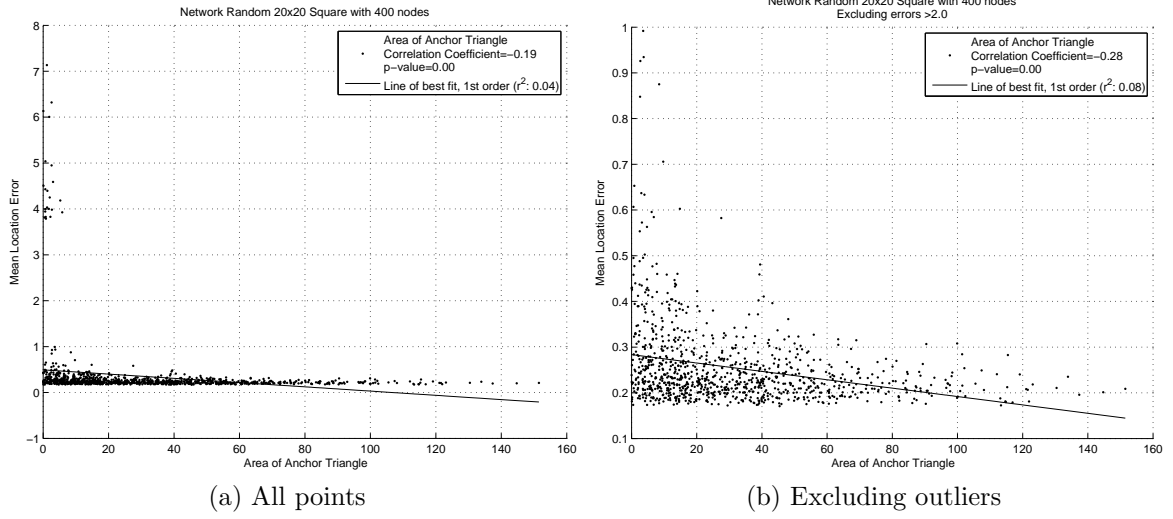 Network Random 20x20 Square with 400 nodes
8
7
6
5
4
3
2
1
0
−1
Mean Location Error
0 20 40 60 80 100 120 140 160
Area of Anchor Triangle
Area of Anchor Triangle
Correlation Coefficient=−0.19
p−value=0.00
Line of best fit, 1st order (r²: 0.04)
(a) All points
Network Random 20x20 Square with 400 nodes
Excluding errors >2.0
1
0.9
0.8
0.7
0.6
0.5
0.4
0.3
0.2
0.1
Mean Location Error
0 20 40 60 80 100 120 140 160
Area of Anchor Triangle
Area of Anchor Triangle
Correlation Coefficient=−0.28
p−value=0.00
Line of best fit, 1st order (r²: 0.08)
(b) Excluding outliers